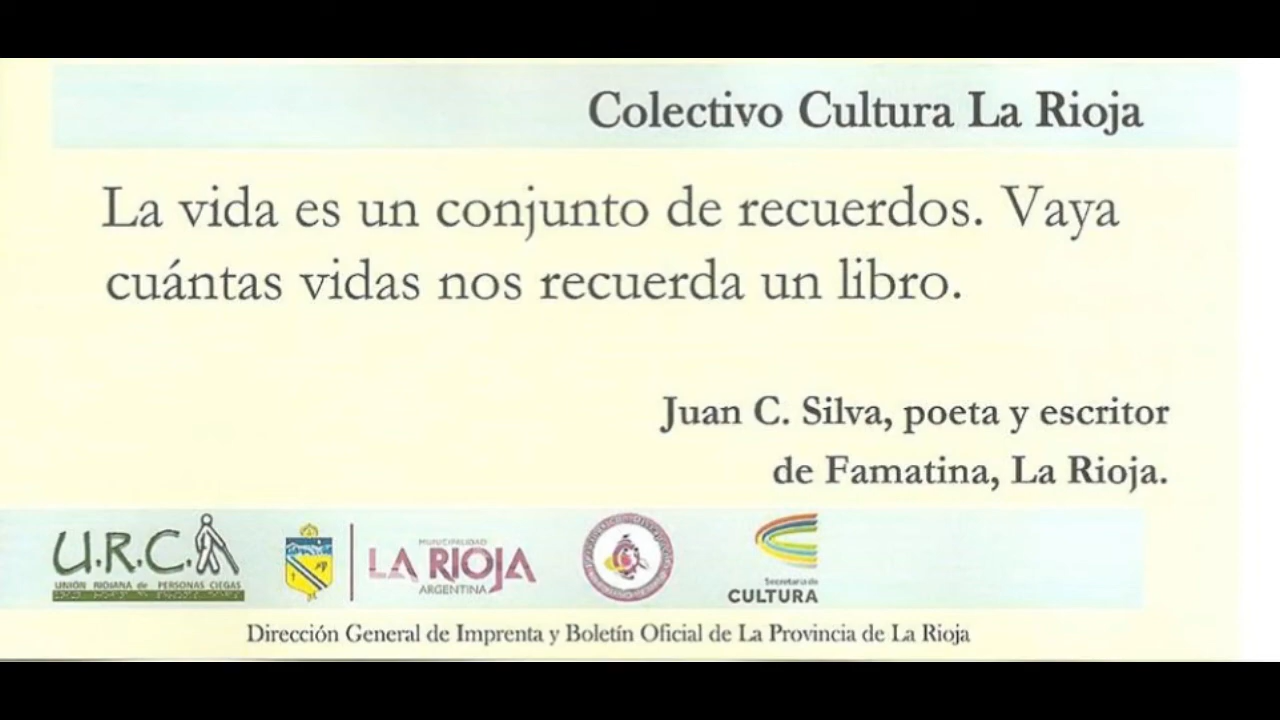 Colectivo Cultura La Rioja
La vida es un conjunto de recuerdos. Vaya
cuántas vidas nos recuerda un libro.
Juan C. Silva, poeta y escritor
de Famatina, La Rioja.
U.R.C.
UNIÓN RIOJANA de PERSONAS CIEGAS
MUNICIPALIDAD
LA RIOJA
ARGENTINA
Secretaría de
CULTURA
Dirección General de Imprenta y Boletín Oficial de La Provincia de La Rioja